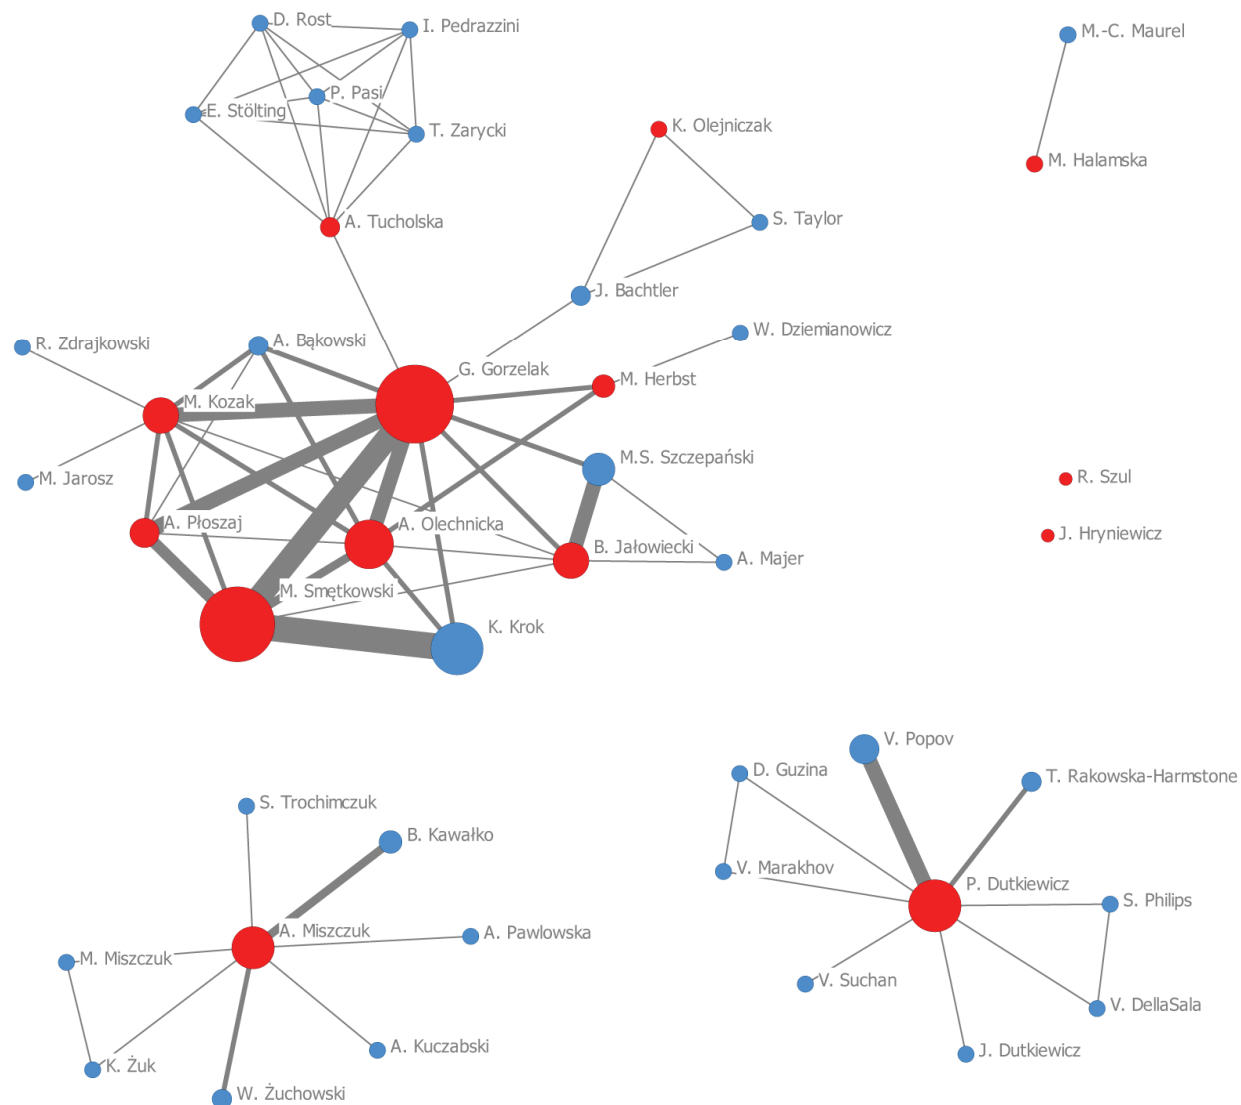 D. Rost
I. Pedrazzini
M.-C. Maurel
P. Pasi
E. Stölting
T. Zarycki
K. Olejniczak
M. Halamska
A. Tucholska
S. Taylor
J. Bachtler
W. Dziemianowicz
R. Zdrajkowski
A. Bąkowski
G. Gorzelak
M. Herbst
M. Kozak
M.S. Szczepański
M. Jarosz
R. Szul
A. Płoszaj
A. Olechnicka
J. Hryniewicz
B. Jałowiecki
A. Majer
M. Smętkowski
K. Krok
V. Popov
D. Guzina
T. Rakowska-Harmstone
S. Trochimczuk
B. Kawałko
V. Marakhov
P. Dutkiewicz
S. Philips
A. Miszczuk
A. Pawlowska
M. Miszczuk
V. Suchan
V. DellaSala
A. Kuczabski
J. Dutkiewicz
K. Żuk
W. Żuchowski